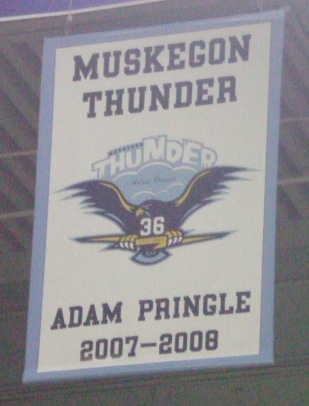 MUSKEGON
THUNDER
THUNDER
36
ADAM PRINGLE
2007-2008